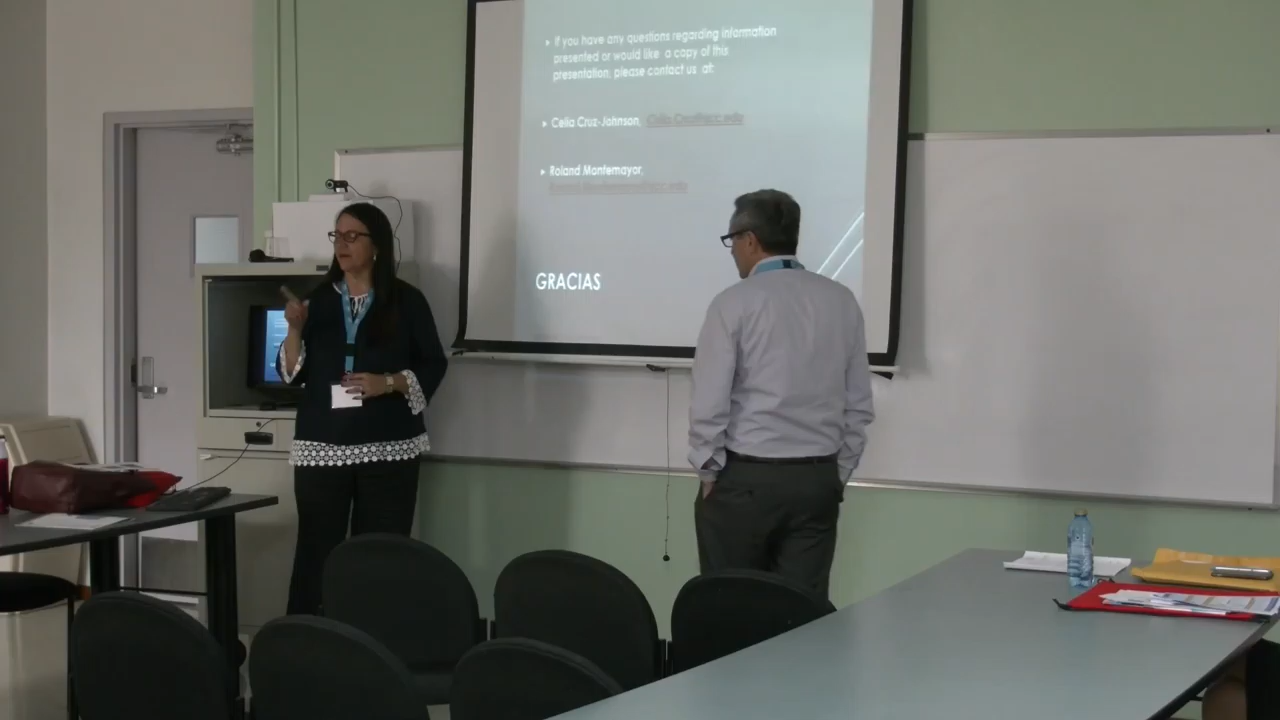 If you have any questions regarding information
presented or would like a copy of this
presentation, please contact us at:
Celia Cruz-Johnson,
Roland Montemayor,
GRACIAS